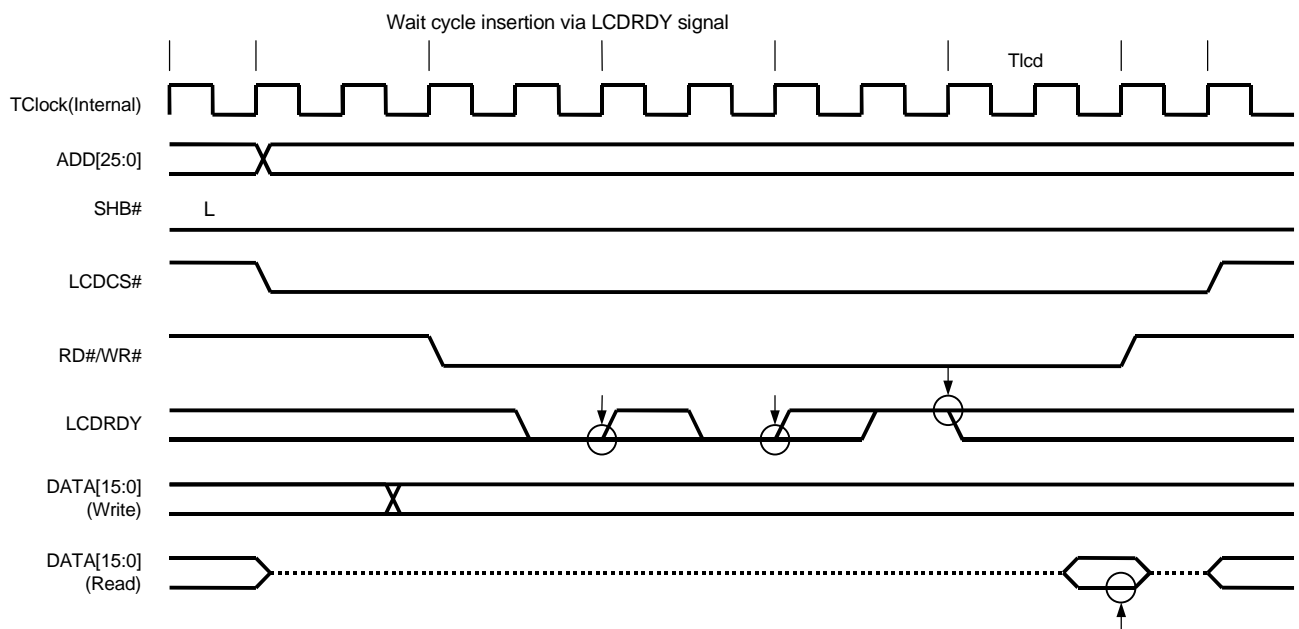 Wait cycle insertion via LCDRDY signal
Tlcd
TClock(Internal)
ADD[25:0]
SHB#
L
LCDCS#
RD#/WR#
LCDRDY
DATA[15:0]
(Write)
DATA[15:0]
(Read)